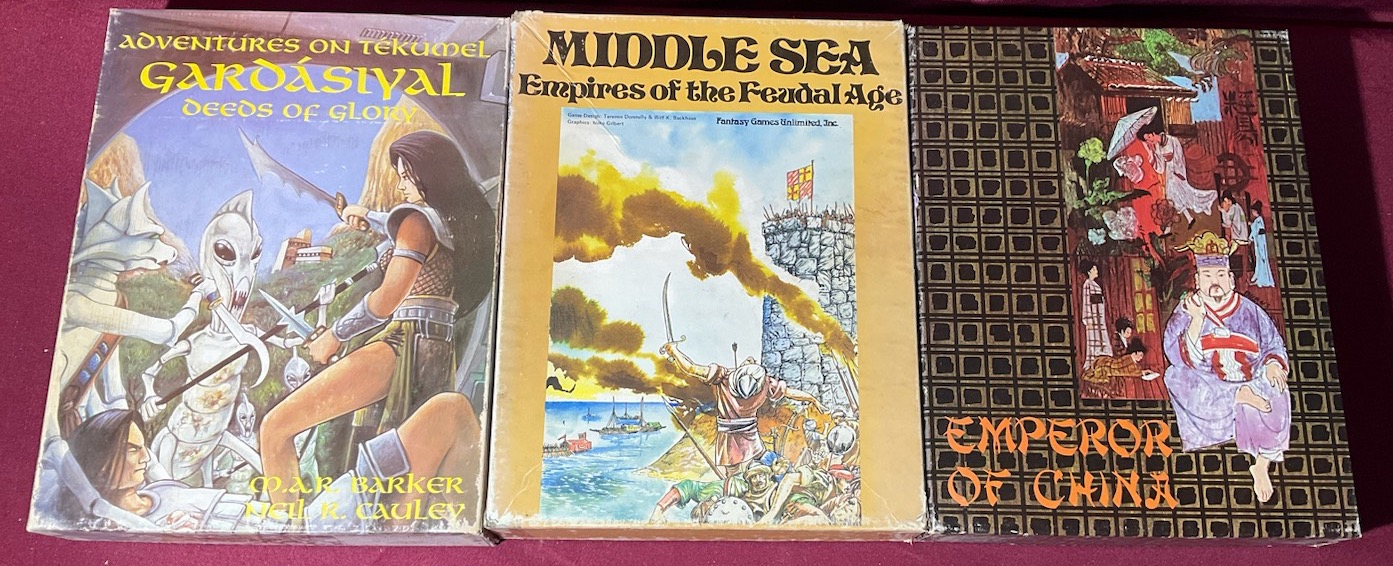 ADVENTURES ON TEKUMEL
GARDÁSIYAL
DEEDS OF GLORY
M.A.R. BARKER
NEIL R. CAULEY
MIDDLE SEA
Empires of the Feudal Age
Game Design: Terence Donnelly & Wilf K. Backhaus
Graphics: Mike Gilbert
Fantasy Games Unlimited, Inc.
EMPEROR
OF CHINA